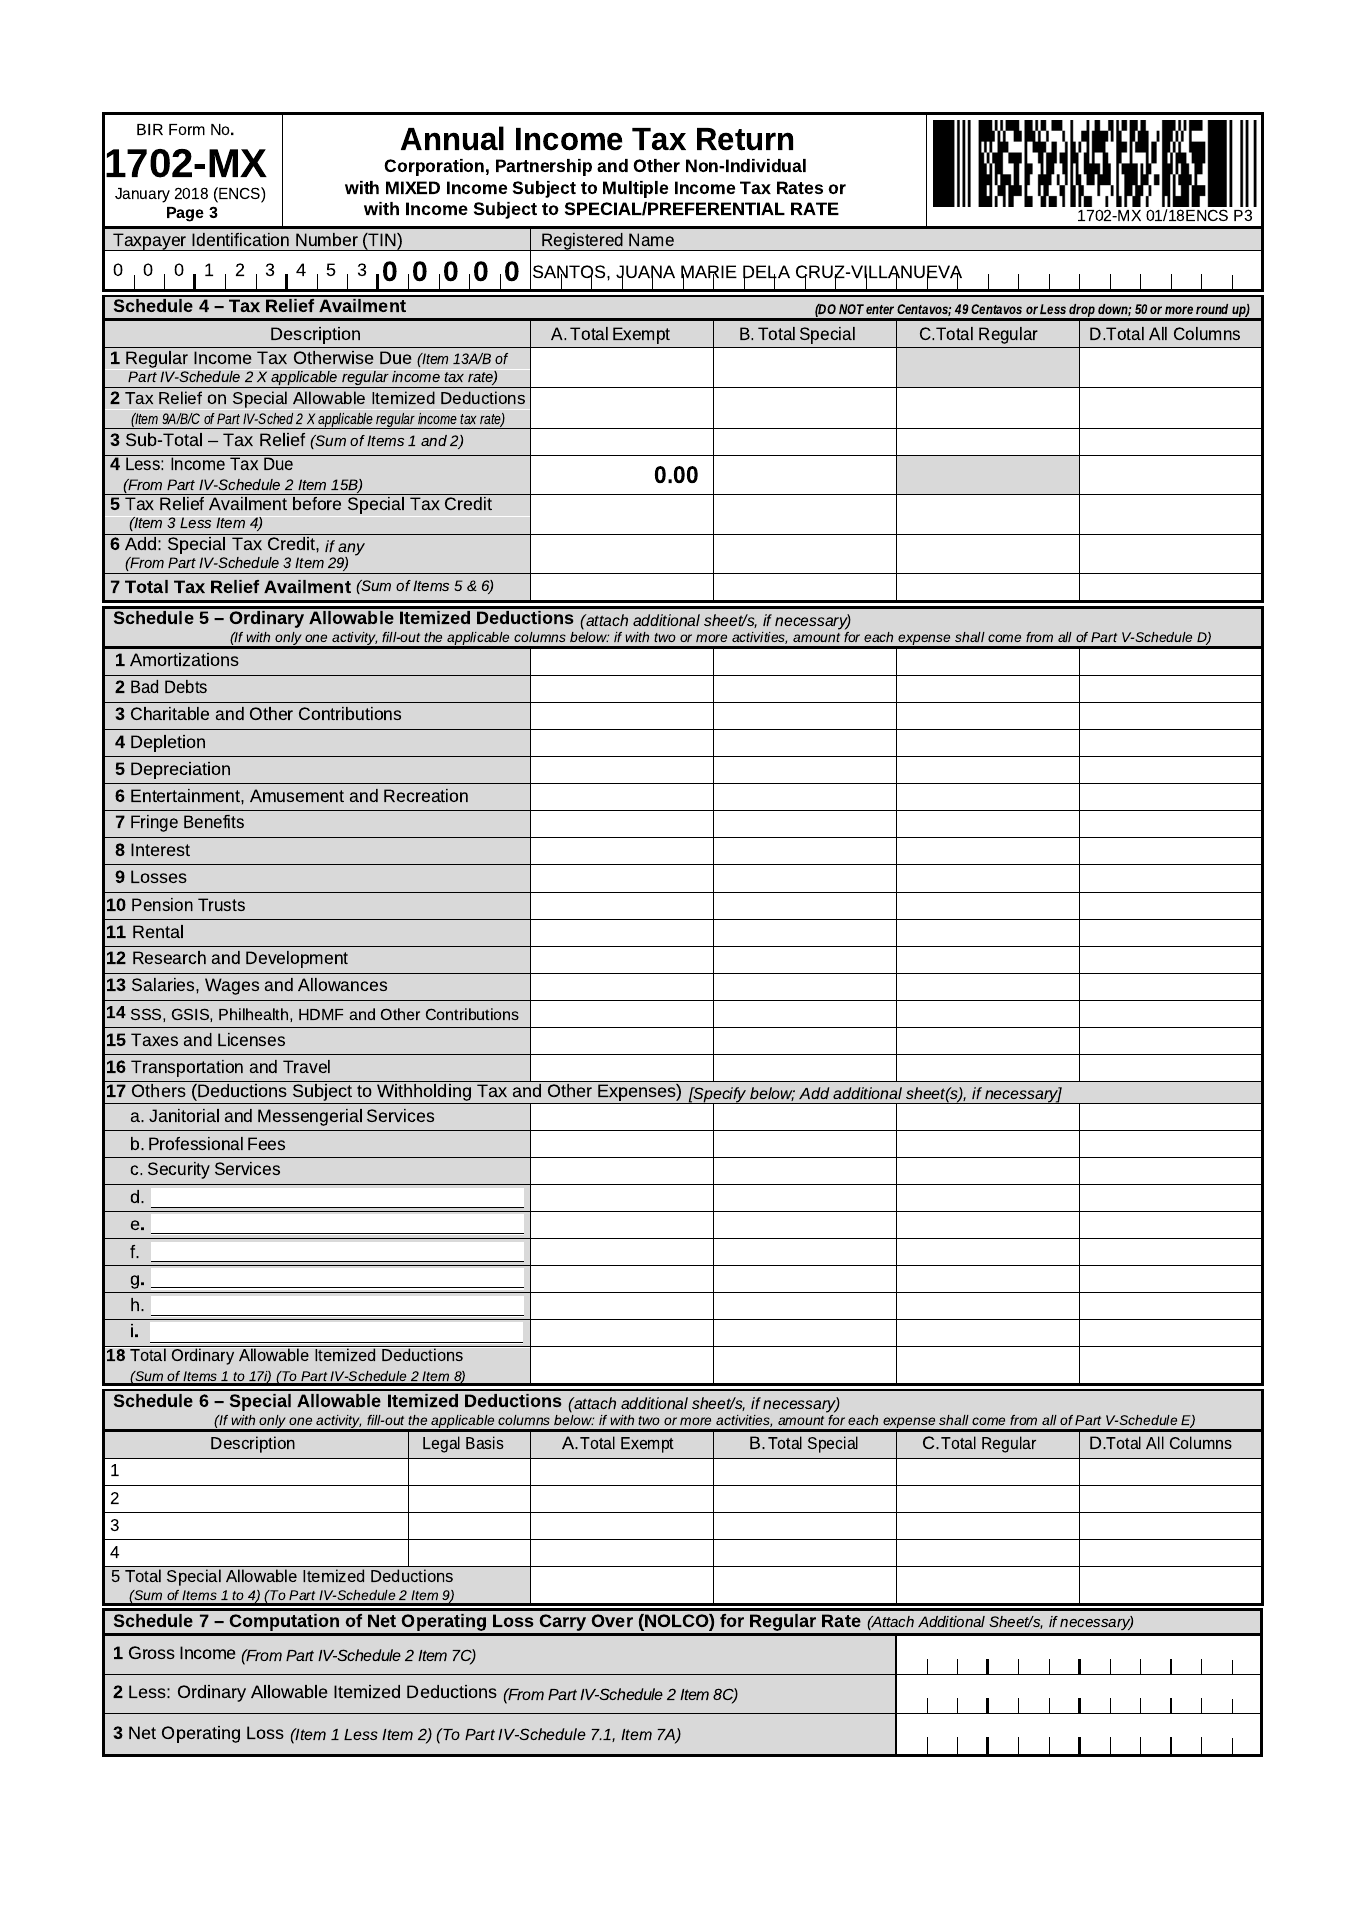 BIR Form No.
1702-MX
January 2018 (ENCS)
Page 3
Annual Income Tax Return
Corporation, Partnership and Other Non-Individual
with MIXED Income Subject to Multiple Income Tax Rates or
with Income Subject to SPECIAL/PREFERENTIAL RATE
1702-MX 01/18ENCS P3
Taxpayer Identification Number (TIN) Registered Name
0 0 0 1 2 3 4 5 3 0 0 0 0 0 SANTOS, JUANA MARIE DELA CRUZ-VILLANUEVA
Schedule 4 – Tax Relief Availment (DO NOT enter Centavos; 49 Centavos or Less drop down; 50 or more round up)
Description A. Total Exempt B. Total Special C.Total Regular D.Total All Columns
1 Regular Income Tax Otherwise Due (Item 13A/B of
Part IV-Schedule 2 X applicable regular income tax rate)
2 Tax Relief on Special Allowable Itemized Deductions
(Item 9A/B/C of Part IV-Sched 2 X applicable regular income tax rate)
3 Sub-Total – Tax Relief (Sum of Items 1 and 2)
4 Less: Income Tax Due
(From Part IV-Schedule 2 Item 15B) 0.00
5 Tax Relief Availment before Special Tax Credit
(Item 3 Less Item 4)
6 Add: Special Tax Credit, if any
(From Part IV-Schedule 3 Item 29)
7 Total Tax Relief Availment (Sum of Items 5 & 6)
Schedule 5 – Ordinary Allowable Itemized Deductions (attach additional sheet/s, if necessary)
(If with only one activity, fill-out the applicable columns below: if with two or more activities, amount for each expense shall come from all of Part V-Schedule D)
1 Amortizations
2 Bad Debts
3 Charitable and Other Contributions
4 Depletion
5 Depreciation
6 Entertainment, Amusement and Recreation
7 Fringe Benefits
8 Interest
9 Losses
10 Pension Trusts
11 Rental
12 Research and Development
13 Salaries, Wages and Allowances
14 SSS, GSIS, Philhealth, HDMF and Other Contributions
15 Taxes and Licenses
16 Transportation and Travel
17 Others (Deductions Subject to Withholding Tax and Other Expenses) [Specify below; Add additional sheet(s), if necessary]
a. Janitorial and Messengerial Services
b. Professional Fees
c. Security Services
d.
e.
f.
g.
h.
i.
18 Total Ordinary Allowable Itemized Deductions
(Sum of Items 1 to 17i) (To Part IV-Schedule 2 Item 8)
Schedule 6 – Special Allowable Itemized Deductions (attach additional sheet/s, if necessary)
(If with only one activity, fill-out the applicable columns below: if with two or more activities, amount for each expense shall come from all of Part V-Schedule E)
Description Legal Basis A.Total Exempt B.Total Special C.Total Regular D.Total All Columns
1
2
3
4
5 Total Special Allowable Itemized Deductions
(Sum of Items 1 to 4) (To Part IV-Schedule 2 Item 9)
Schedule 7 – Computation of Net Operating Loss Carry Over (NOLCO) for Regular Rate (Attach Additional Sheet/s, if necessary)
1 Gross Income (From Part IV-Schedule 2 Item 7C)
2 Less: Ordinary Allowable Itemized Deductions (From Part IV-Schedule 2 Item 8C)
3 Net Operating Loss (Item 1 Less Item 2) (To Part IV-Schedule 7.1, Item 7A)